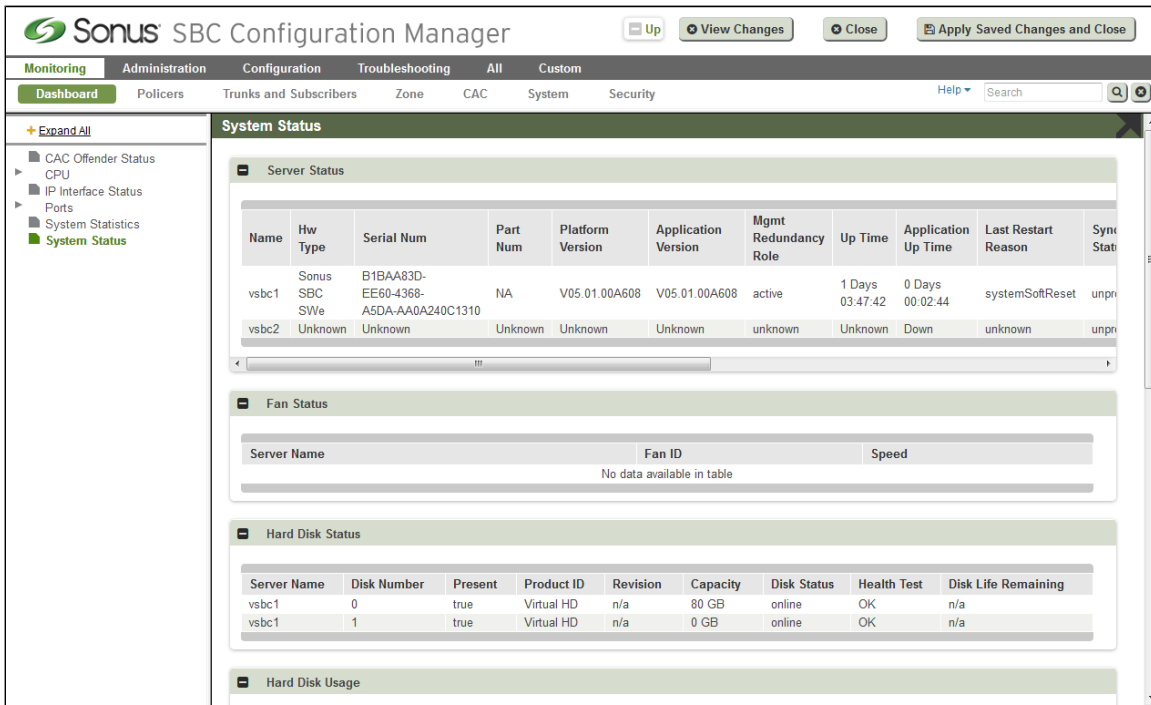 Sonus SBC Configuration Manager
Up
View Changes
Close
Apply Saved Changes and Close
Monitoring Administration Configuration Troubleshooting All Custom
Dashboard Policers Trunks and Subscribers Zone CAC System Security
Help
Search
Expand All
CAC Offender Status
CPU
IP Interface Status
Ports
System Statistics
System Status
System Status
Server Status
Name Hw Type Serial Num Part Num Platform Version Application Version Mgmt Redundancy Role Up Time Application Up Time Last Restart Reason
vsbc1 Sonus SBC SWe B1BAA83D-EE60-4368-A5DA-AA0A240C1310 NA V05.01.00A608 V05.01.00A608 active 1 Days 03:47:42 0 Days 00:02:44 systemSoftReset
vsbc2 Unknown Unknown Unknown Unknown Unknown unknown Unknown Down unknown
Fan Status
Server Name Fan ID Speed
No data available in table
Hard Disk Status
Server Name Disk Number Present Product ID Revision Capacity Disk Status Health Test Disk Life Remaining
vsbc1 0 true Virtual HD n/a 80 GB online OK n/a
vsbc1 1 true Virtual HD n/a 0 GB online OK n/a
Hard Disk Usage